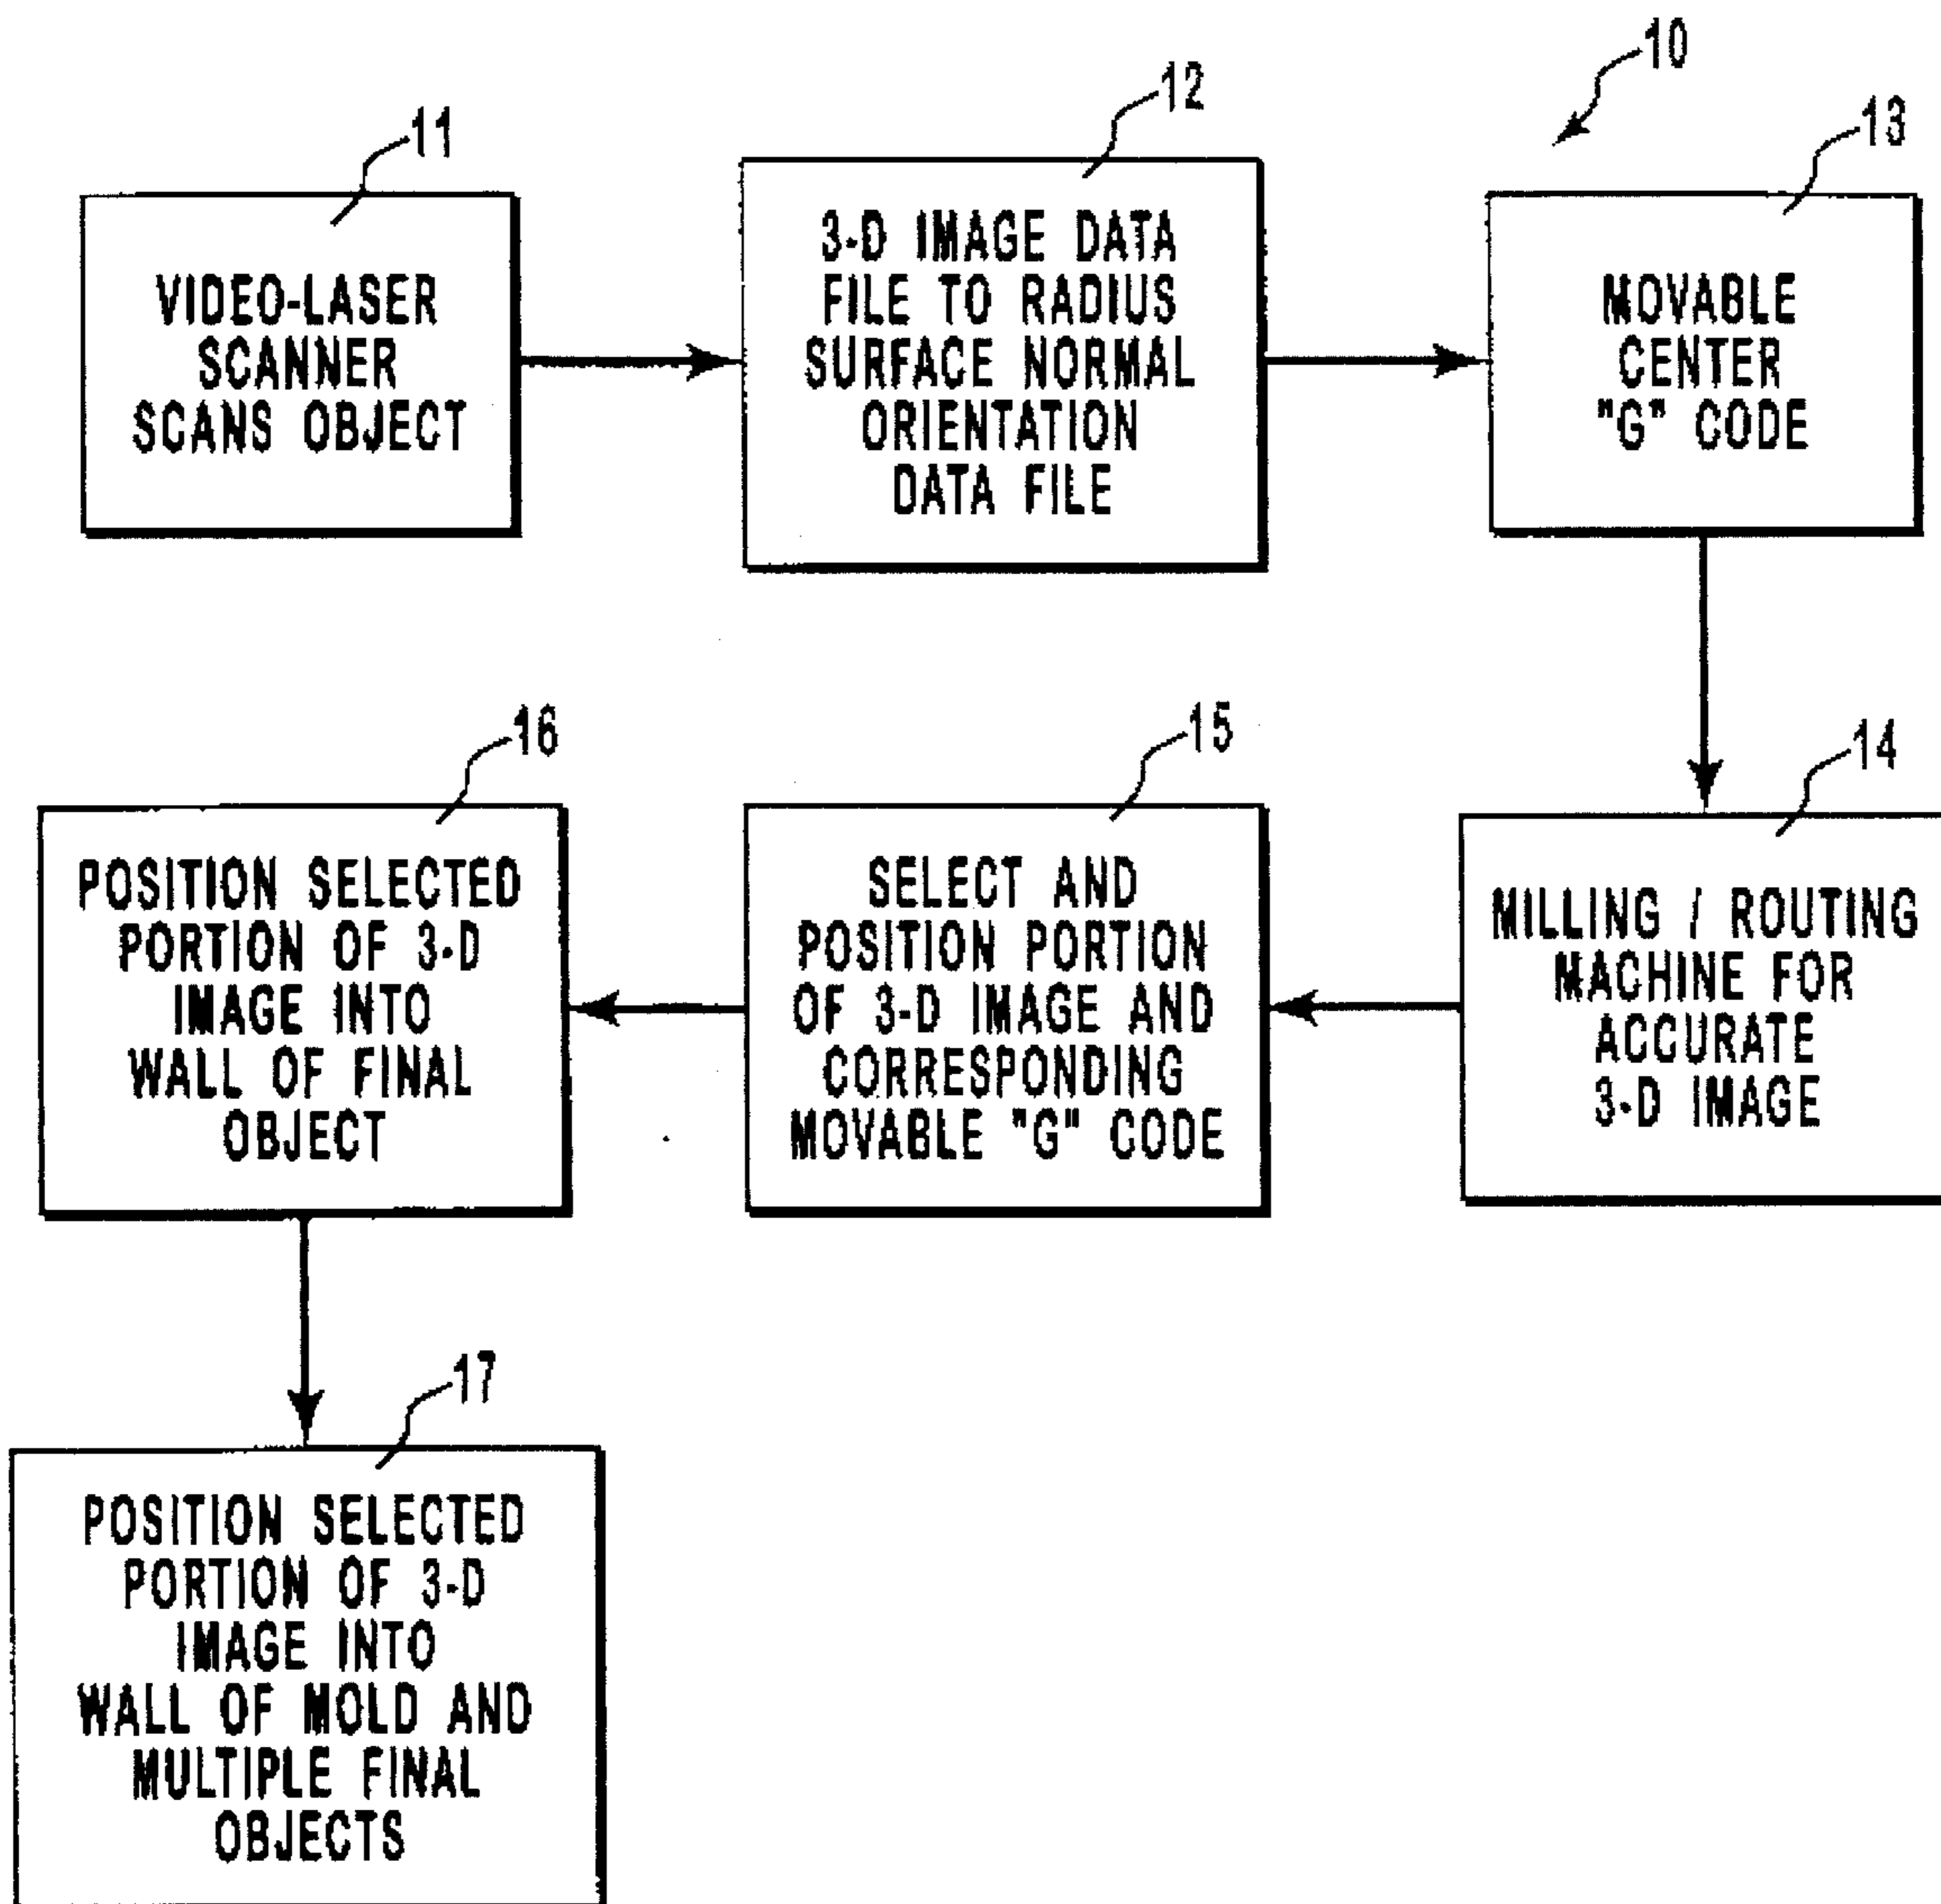 10
11
VIDEO-LASER
SCANNER
SCANS OBJECT
12
3-D IMAGE DATA
FILE TO RADIUS
SURFACE NORMAL
ORIENTATION
DATA FILE
13
MOVABLE
CENTER
"G" CODE
14
MILLING / ROUTING
MACHINE FOR
ACCURATE
3-D IMAGE
15
SELECT AND
POSITION PORTION
OF 3-D IMAGE AND
CORRESPONDING
MOVABLE "G" CODE
16
POSITION SELECTED
PORTION OF 3-D
IMAGE INTO
WALL OF FINAL
OBJECT
17
POSITION SELECTED
PORTION OF 3-D
IMAGE INTO
WALL OF MOLD AND
MULTIPLE FINAL
OBJECTS